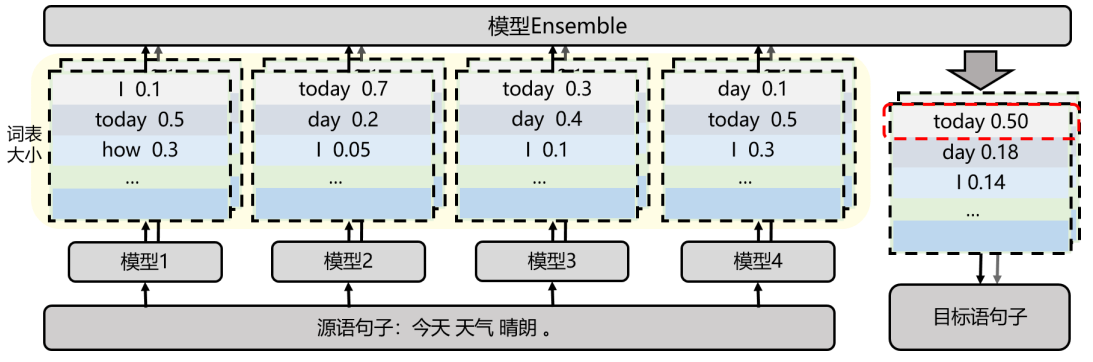 模型Ensemble
词表
大小
I 0.1
today 0.5
how 0.3
...
today 0.7
day 0.2
I 0.05
...
today 0.3
day 0.4
I 0.1
...
day 0.1
today 0.5
I 0.3
...
today 0.50
day 0.18
I 0.14
...
模型1
模型2
模型3
模型4
源语句子：今天 天气 晴朗 。
目标语句子